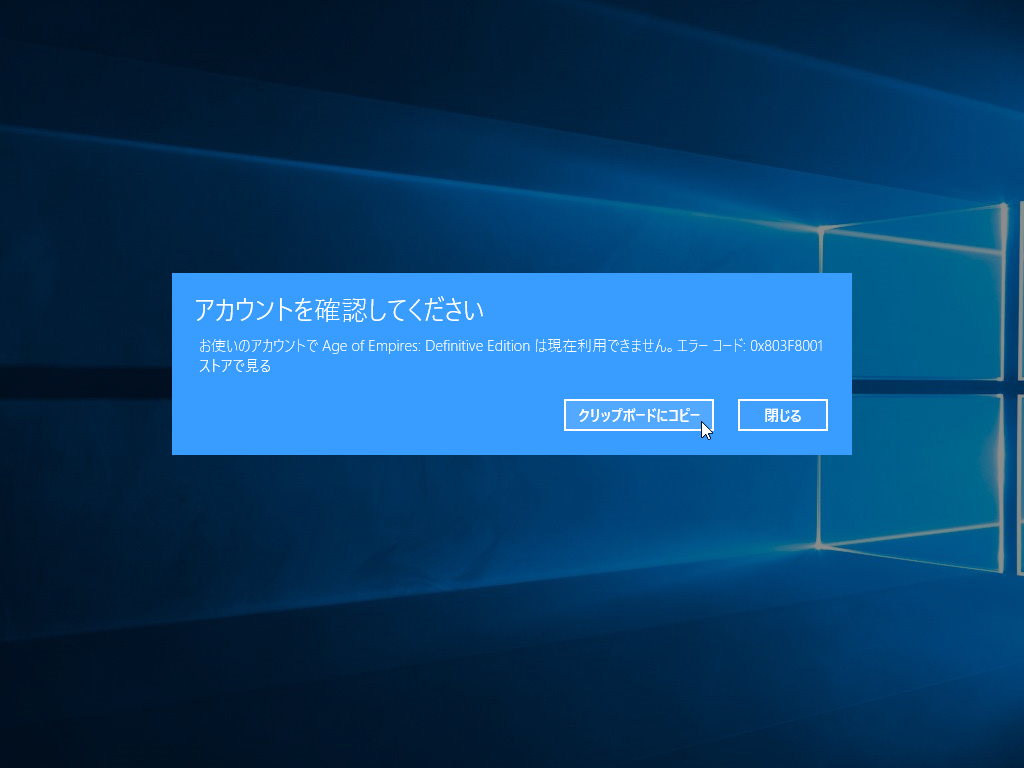 アカウントを確認してください
お使いのアカウントで Age of Empires: Definitive Edition は現在利用できません。エラー コード: 0x803F8001
ストアで見る
クリップボードにコピー
閉じる